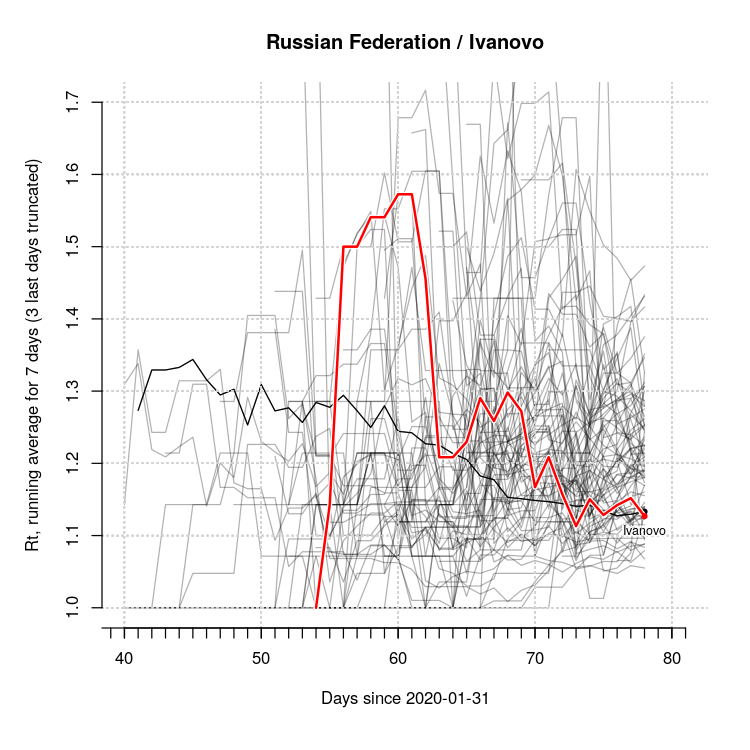 Russian Federation / Ivanovo
Rt, running average for 7 days (3 last days truncated)
1.7
1.6
1.5
1.4
1.3
1.2
1.1
1.0
Ivanovo
40 50 60 70 80
Days since 2020-01-31